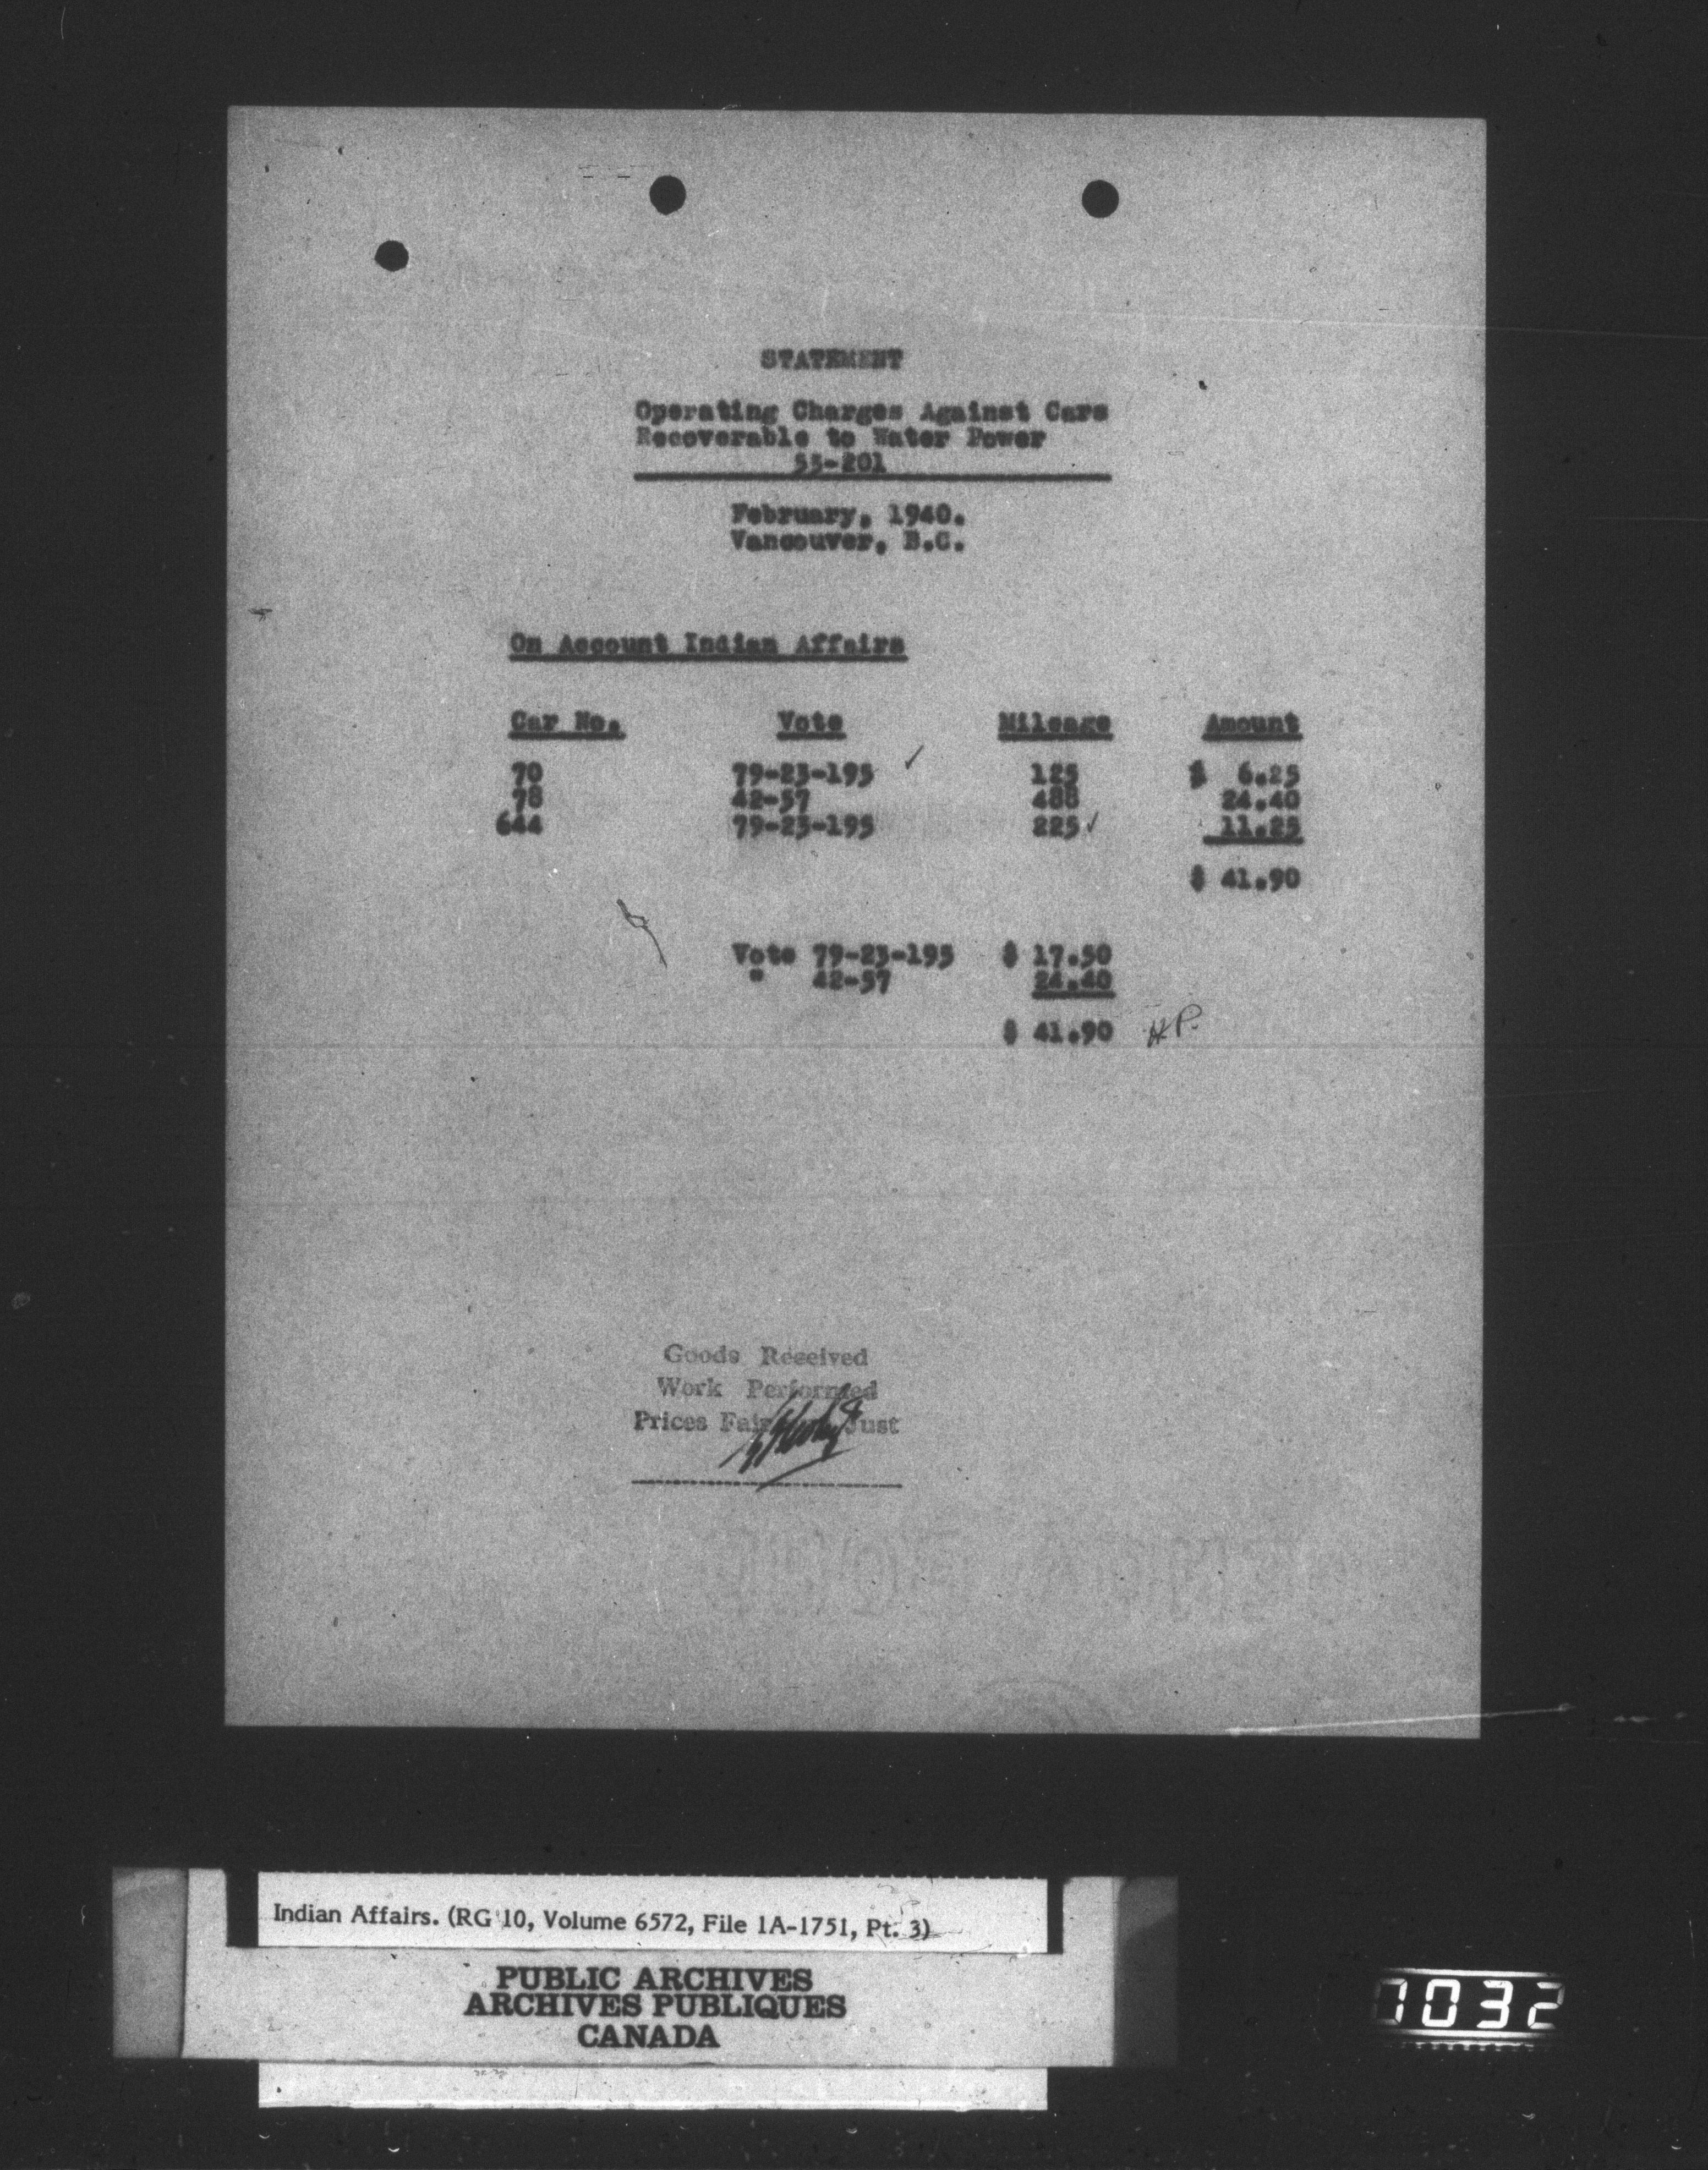 STATEMENT
Operating Charges Against Cars
Recoverable to Water Power
55-201
February, 1940.
Vancouver, B.C.
On Account Indian Affairs
Car No. Vote Mileage Amount
70 79-23-195 ✓ 125 $ 6.25
78 42-57 488 24.40
644 79-23-195 225 ✓ 11.25
$ 41.90
Vote 79-23-195 $ 17.50
" 42-57 24.40
$ 41.90 H.P.
Goods Received
Work Performed
Prices Fair Just
Indian Affairs. (RG 10, Volume 6572, File 1A-1751, Pt. 3)
PUBLIC ARCHIVES
ARCHIVES PUBLIQUES
CANADA
1032